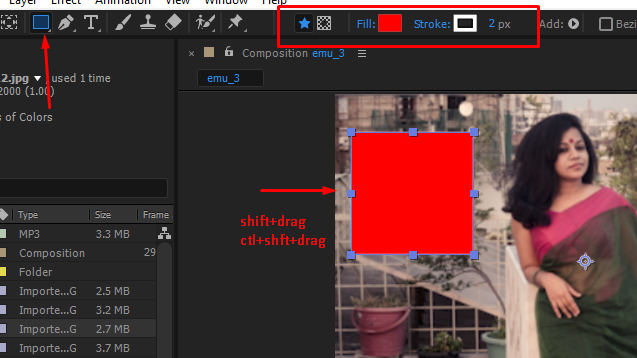 Layer Effect Animation View Window Help
Fill: Stroke: 2 px Add: Bezi
2.jpg ▼, used 1 time
2000 (1.00)
s of Colors
× Composition emu_3
emu_3
shift+drag
ctl+shft+drag
Type Size Frame
MP3 3.3 MB
Composition 29
Folder
Importe...G 2.5 MB
Importe...G 3.2 MB
Importe...G 2.7 MB
Importe...G 3.7 MB